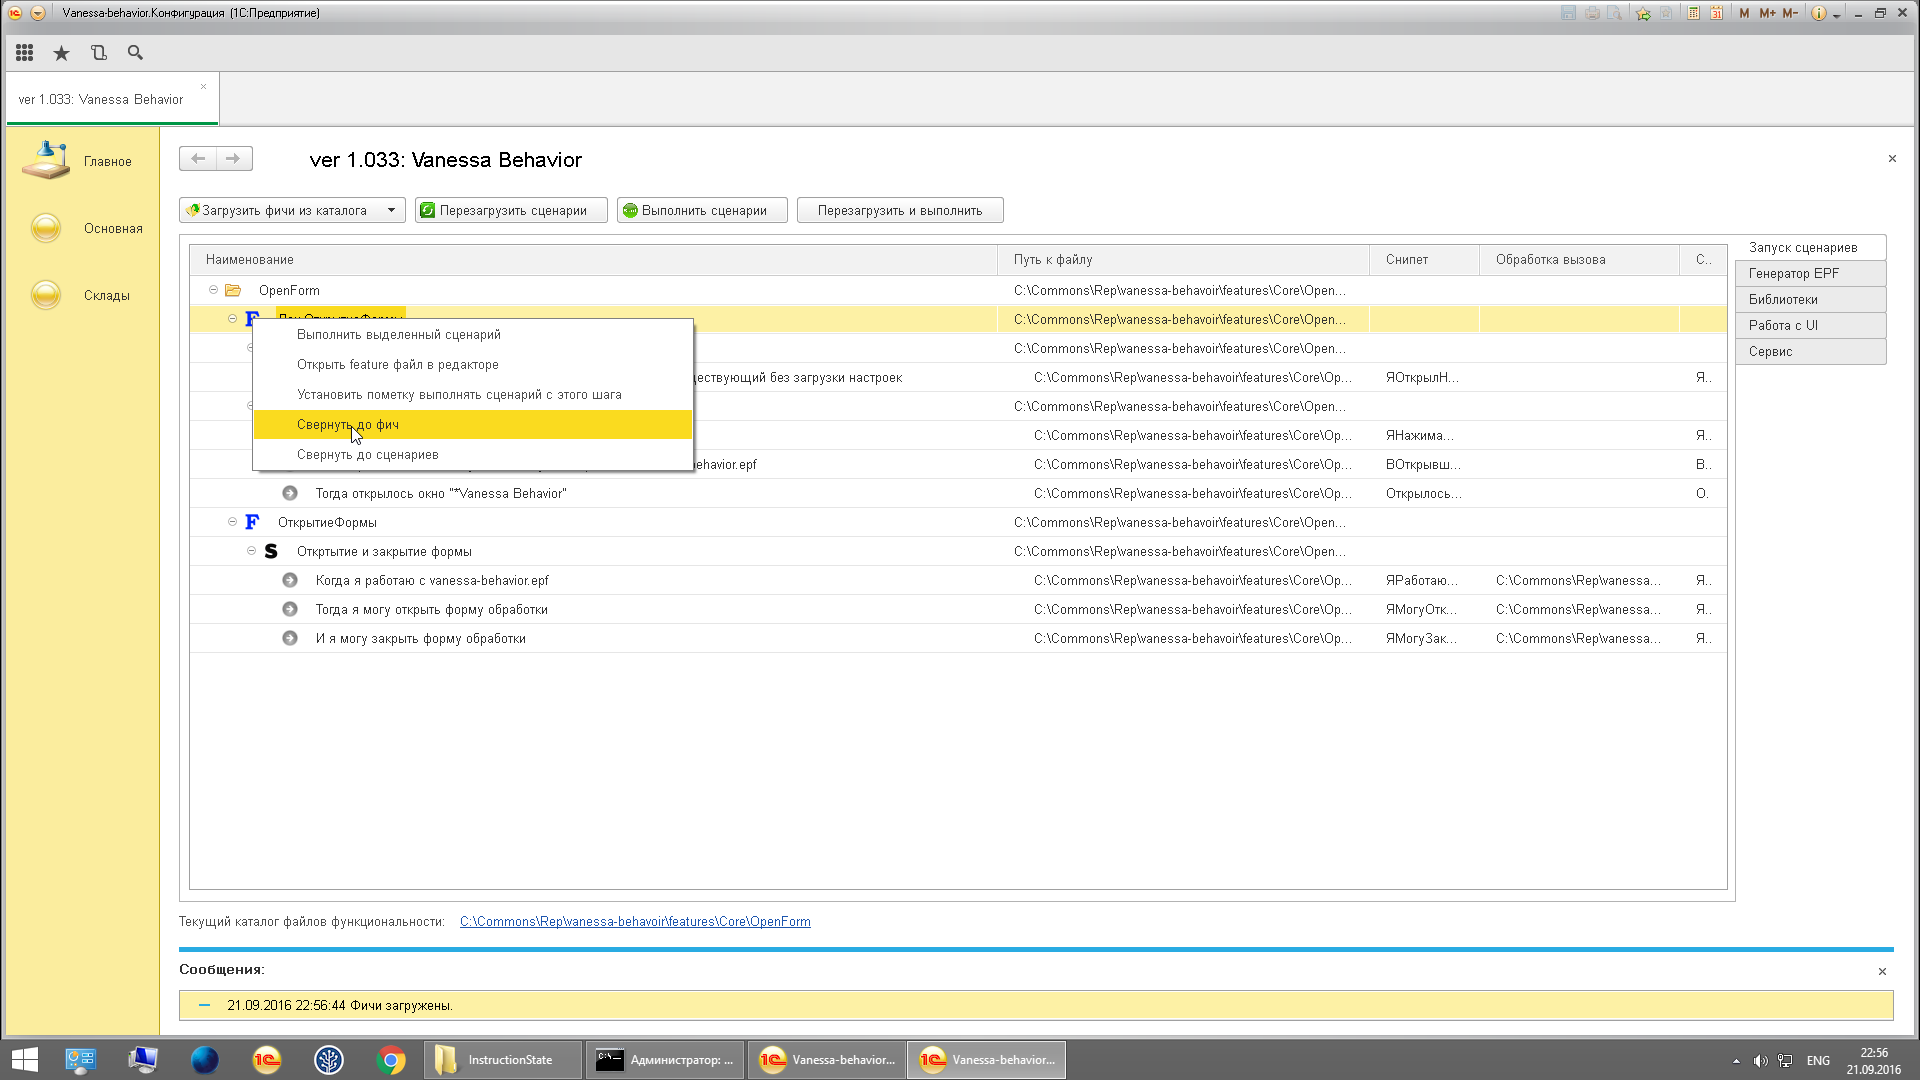 Vanessa-behavior.Конфигурация (1С:Предприятие)
M M+ M-
ver 1.033: Vanessa Behavior
Главное
Основная
Склады
ver 1.033: Vanessa Behavior
Загрузить фичи из каталога
Перезагрузить сценарии
Выполнить сценарии
Перезагрузить и выполнить
Наименование Путь к файлу Снипет Обработка вызова С..
OpenForm C:\Commons\Rep\vanessa-behavoir\features\Core\Open...
C:\Commons\Rep\vanessa-behavoir\features\Core\Open...
Выполнить выделенный сценарий
Открыть feature файл в редакторе
Установить пометку выполнять сценарий с этого шага
Свернуть до фич
Свернуть до сценариев
C:\Commons\Rep\vanessa-behavoir\features\Core\Open...
ществующий без загрузки настроек C:\Commons\Rep\vanessa-behavoir\features\Core\Op... ЯОткрылН... Я..
C:\Commons\Rep\vanessa-behavoir\features\Core\Open...
C:\Commons\Rep\vanessa-behavoir\features\Core\Op... ЯНажима... Я..
behavior.epf C:\Commons\Rep\vanessa-behavoir\features\Core\Op... ВОткрывш... В..
Тогда открылось окно "*Vanessa Behavior" C:\Commons\Rep\vanessa-behavoir\features\Core\Op... Открылось... О.
F ОткрытиеФормы C:\Commons\Rep\vanessa-behavoir\features\Core\Open...
S Откртытие и закрытие формы C:\Commons\Rep\vanessa-behavoir\features\Core\Open...
Когда я работаю с vanessa-behavior.epf C:\Commons\Rep\vanessa-behavoir\features\Core\Op... ЯРаботаю... C:\Commons\Rep\vanessa... Я..
Тогда я могу открыть форму обработки C:\Commons\Rep\vanessa-behavoir\features\Core\Op... ЯМогуОтк... C:\Commons\Rep\vanessa... Я..
И я могу закрыть форму обработки C:\Commons\Rep\vanessa-behavoir\features\Core\Op... ЯМогуЗак... C:\Commons\Rep\vanessa... Я..
Запуск сценариев
Генератор EPF
Библиотеки
Работа с UI
Сервис
Текущий каталог файлов функциональности: C:\Commons\Rep\vanessa-behavoir\features\Core\OpenForm
Сообщения:
21.09.2016 22:56:44 Фичи загружены.
InstructionState
Администратор: ...
Vanessa-behavior...
Vanessa-behavior...
ENG
22:56
21.09.2016